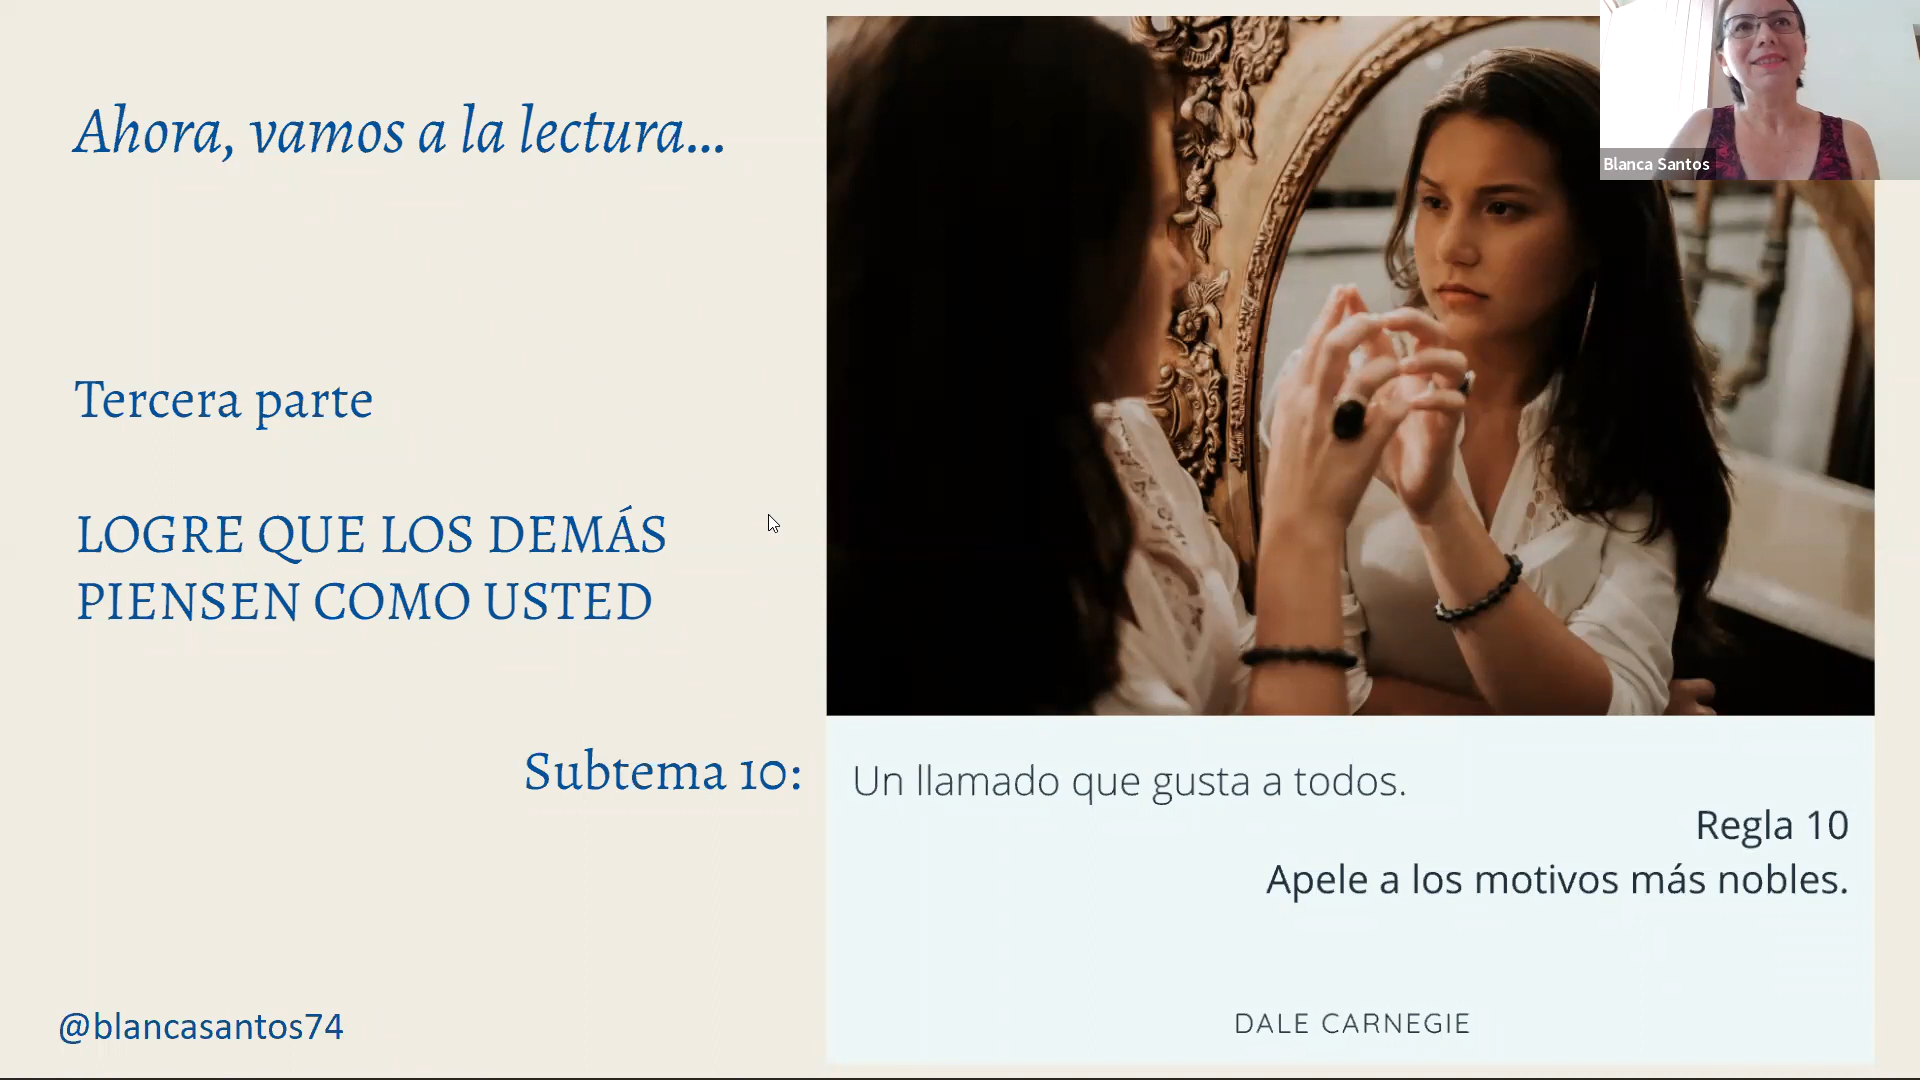 Ahora, vamos a la lectura...
Blanca Santos
Tercera parte
LOGRE QUE LOS DEMÁS
PIENSEN COMO USTED
Subtema 10:
Un llamado que gusta a todos.
Regla 10
Apele a los motivos más nobles.
DALE CARNEGIE
@blancasantos74